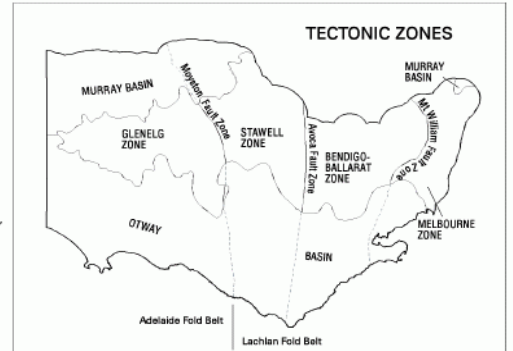 TECTONIC ZONES
MURRAY
BASIN
MURRAY BASIN
Moyston Fault Zone
Mt William Fault Zone
GLENELG
ZONE
STAWELL
ZONE
Avoca Fault Zone
BENDIGO-
BALLARAT
ZONE
MELBOURNE
ZONE
OTWAY
BASIN
Adelaide Fold Belt
Lachlan Fold Belt